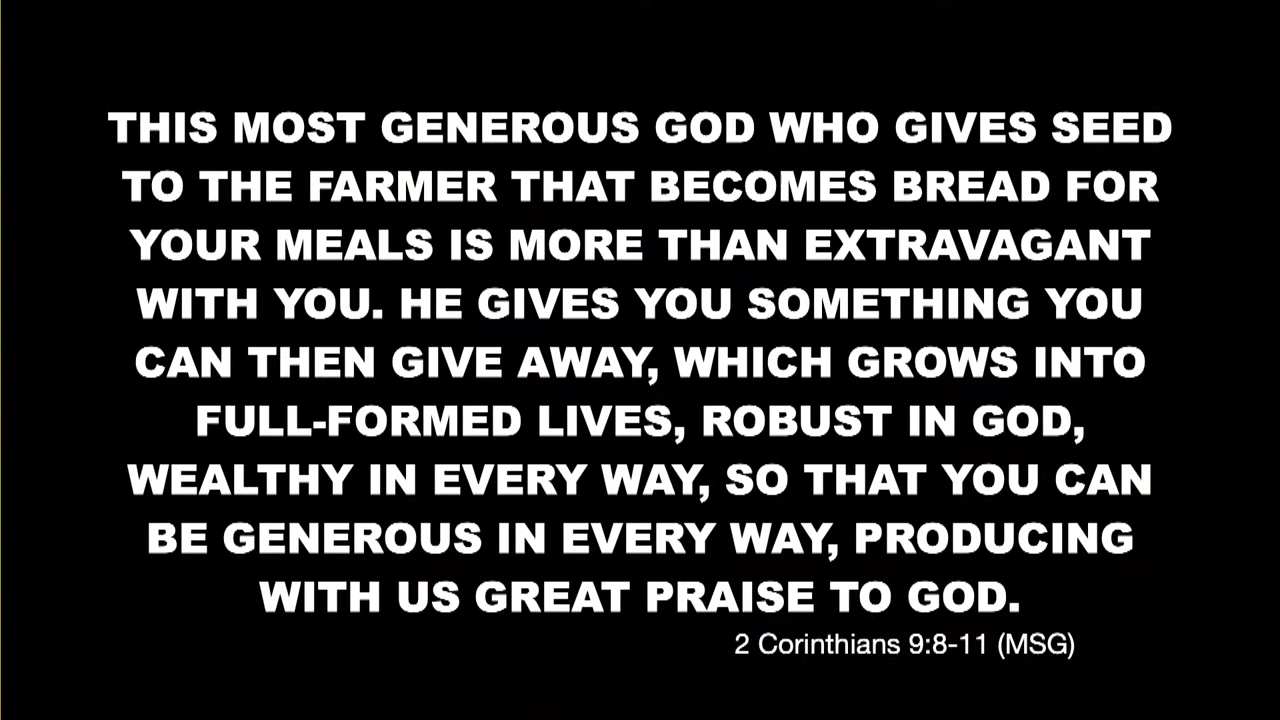 THIS MOST GENEROUS GOD WHO GIVES SEED
TO THE FARMER THAT BECOMES BREAD FOR
YOUR MEALS IS MORE THAN EXTRAVAGANT
WITH YOU. HE GIVES YOU SOMETHING YOU
CAN THEN GIVE AWAY, WHICH GROWS INTO
FULL-FORMED LIVES, ROBUST IN GOD,
WEALTHY IN EVERY WAY, SO THAT YOU CAN
BE GENEROUS IN EVERY WAY, PRODUCING
WITH US GREAT PRAISE TO GOD.
2 Corinthians 9:8-11 (MSG)